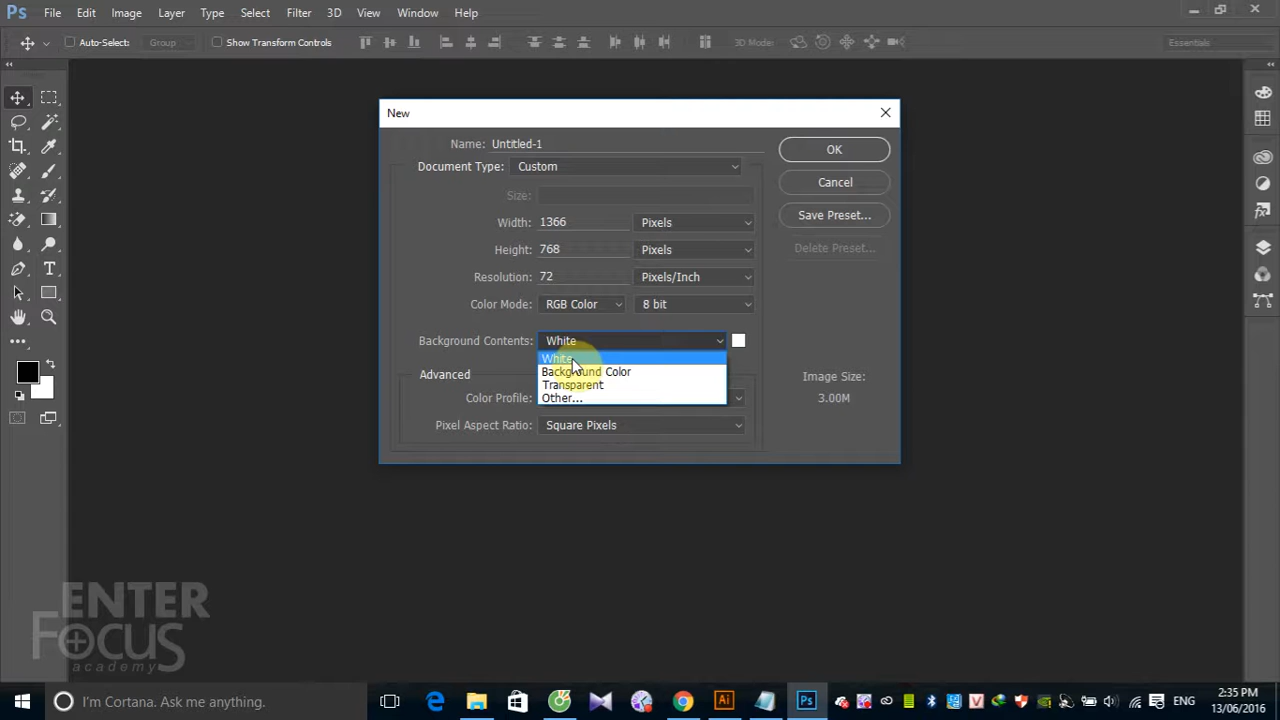 Ps File Edit Image Layer Type Select Filter 3D View Window Help
Auto-Select: Group Show Transform Controls 3D Mode: Essentials
New
Name: Untitled-1
OK
Document Type: Custom
Cancel
Size:
Save Preset...
Width: 1366 Pixels
Delete Preset...
Height: 768 Pixels
Resolution: 72 Pixels/Inch
Color Mode: RGB Color 8 bit
Background Contents: White
White
Background Color
Transparent
Other...
Advanced
Image Size:
3.00M
Color Profile:
Pixel Aspect Ratio: Square Pixels
ENTER
FOCUS
academy
I'm Cortana. Ask me anything.
Ai
Ps
V
ENG
2:35 PM
13/06/2016